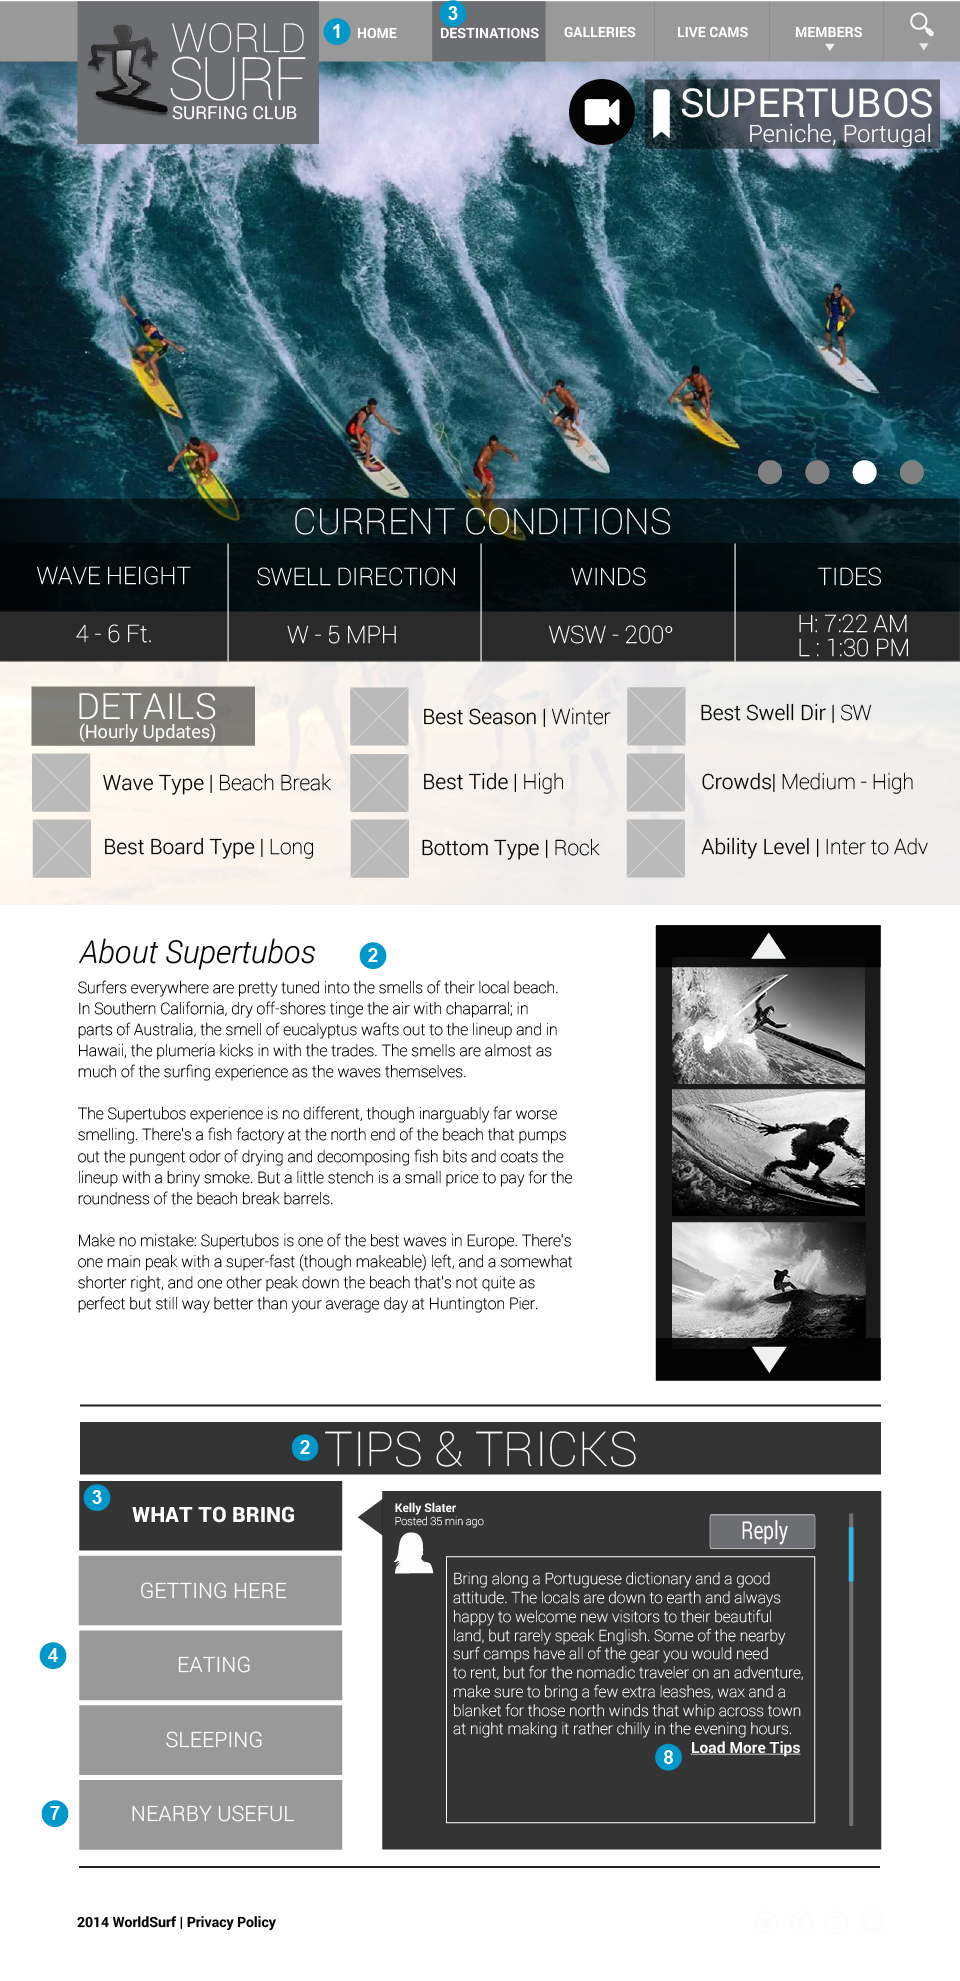 WORLD
SURF
SURFING CLUB
1 HOME
3
DESTINATIONS
GALLERIES
LIVE CAMS
MEMBERS
SUPERTUBOS
Peniche, Portugal
CURRENT CONDITIONS
WAVE HEIGHT
SWELL DIRECTION
WINDS
TIDES
4 - 6 Ft.
W - 5 MPH
WSW - 200°
H: 7:22 AM
L : 1:30 PM
DETAILS
(Hourly Updates)
Best Season | Winter
Best Swell Dir | SW
Wave Type | Beach Break
Best Tide | High
Crowds| Medium - High
Best Board Type | Long
Bottom Type | Rock
Ability Level | Inter to Adv
About Supertubos 2
Surfers everywhere are pretty tuned into the smells of their local beach.
In Southern California, dry off-shores tinge the air with chaparral; in
parts of Australia, the smell of eucalyptus wafts out to the lineup and in
Hawaii, the plumeria kicks in with the trades. The smells are almost as
much of the surfing experience as the waves themselves.
The Supertubos experience is no different, though inarguably far worse
smelling. There's a fish factory at the north end of the beach that pumps
out the pungent odor of drying and decomposing fish bits and coats the
lineup with a briny smoke. But a little stench is a small price to pay for the
roundness of the beach break barrels.
Make no mistake: Supertubos is one of the best waves in Europe. There's
one main peak with a super-fast (though makeable) left, and a somewhat
shorter right, and one other peak down the beach that's not quite as
perfect but still way better than your average day at Huntington Pier.
2 TIPS & TRICKS
3
WHAT TO BRING
GETTING HERE
4
EATING
SLEEPING
7
NEARBY USEFUL
Kelly Slater
Posted 35 min ago
Reply
Bring along a Portuguese dictionary and a good
attitude. The locals are down to earth and always
happy to welcome new visitors to their beautiful
land, but rarely speak English. Some of the nearby
surf camps have all of the gear you would need
to rent, but for the nomadic traveler on an adventure,
make sure to bring a few extra leashes, wax and a
blanket for those north winds that whip across town
at night making it rather chilly in the evening hours.
8 Load More Tips
2014 WorldSurf | Privacy Policy